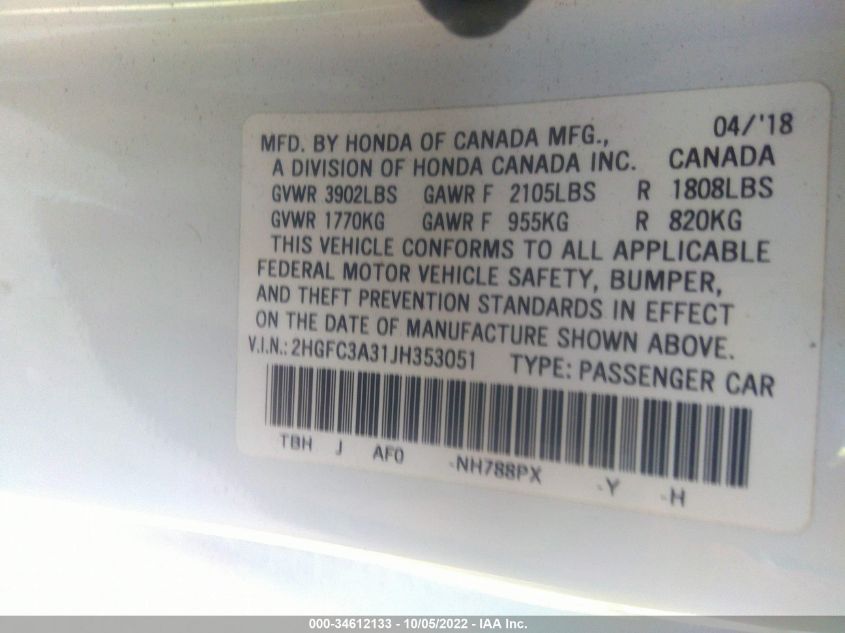 04/'18
MFD. BY HONDA OF CANADA MFG.,
A DIVISION OF HONDA CANADA INC. CANADA
GVWR 3902LBS GAWR F 2105LBS R 1808LBS
GVWR 1770KG GAWR F 955KG R 820KG
THIS VEHICLE CONFORMS TO ALL APPLICABLE
FEDERAL MOTOR VEHICLE SAFETY, BUMPER,
AND THEFT PREVENTION STANDARDS IN EFFECT
ON THE DATE OF MANUFACTURE SHOWN ABOVE.
V.I.N.: 2HGFC3A31JH353051 TYPE: PASSENGER CAR
TBH J AF0 -NH788PX -Y -H
000-34612133 - 10/05/2022 - IAA Inc.